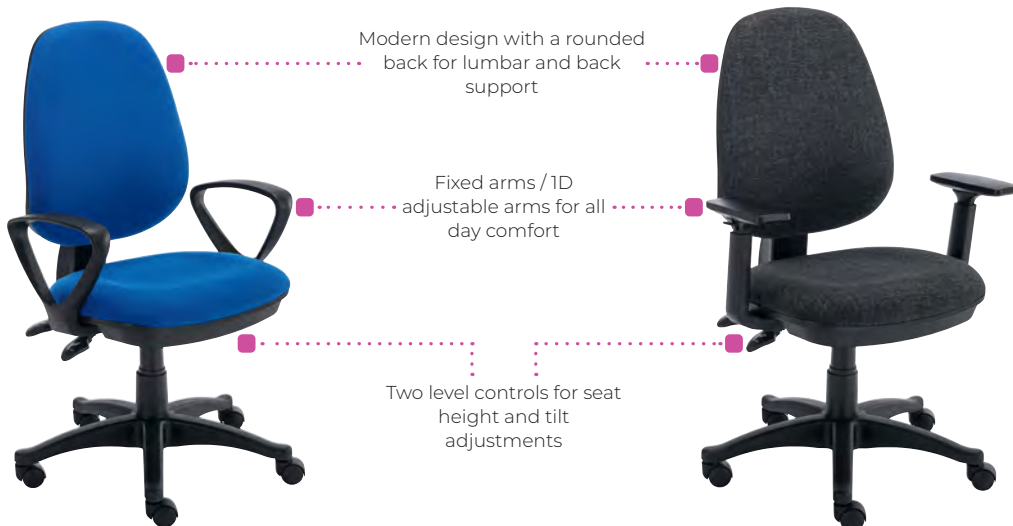 Modern design with a rounded
back for lumbar and back
support
Fixed arms / 1D
adjustable arms for all
day comfort
Two level controls for seat
height and tilt
adjustments